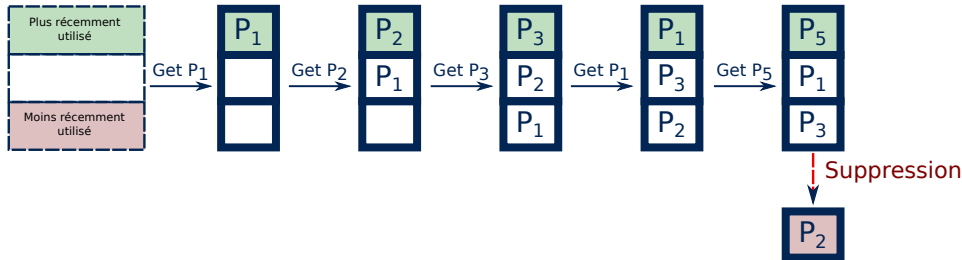 Plus récemment
utilisé
Moins récemment
utilisé
Get P₁
P₁
Get P₂
P₂
P₁
Get P₃
P₃
P₂
P₁
Get P₁
P₁
P₃
P₂
Get P₅
P₅
P₁
P₃
Suppression
P₂